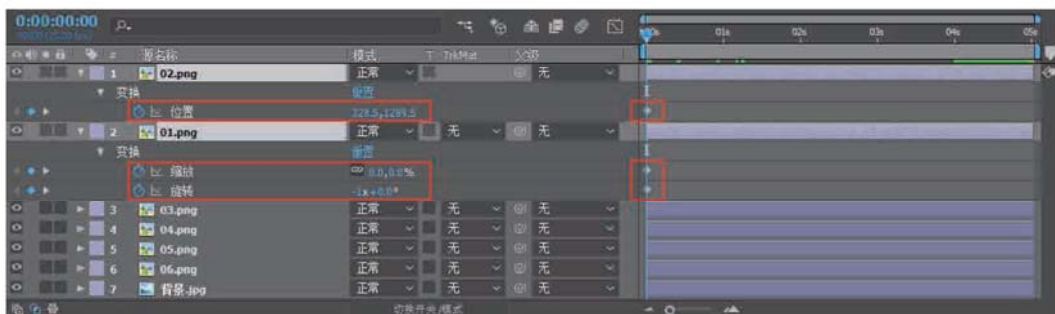 0:00:00:00
00s 01s 02s 03s 04s 05s
# 源名称 模式 T TrkMat 父级
1 02.png 正常 无
变换 重置
位置 328.5,1289.5
2 01.png 正常 无 无
变换 重置
缩放 0.0,0.0%
旋转 -1x+0.0°
3 03.png 正常 无 无
4 04.png 正常 无 无
5 05.png 正常 无 无
6 06.png 正常 无 无
7 背景.jpg 正常 无 无
切换开关/模式